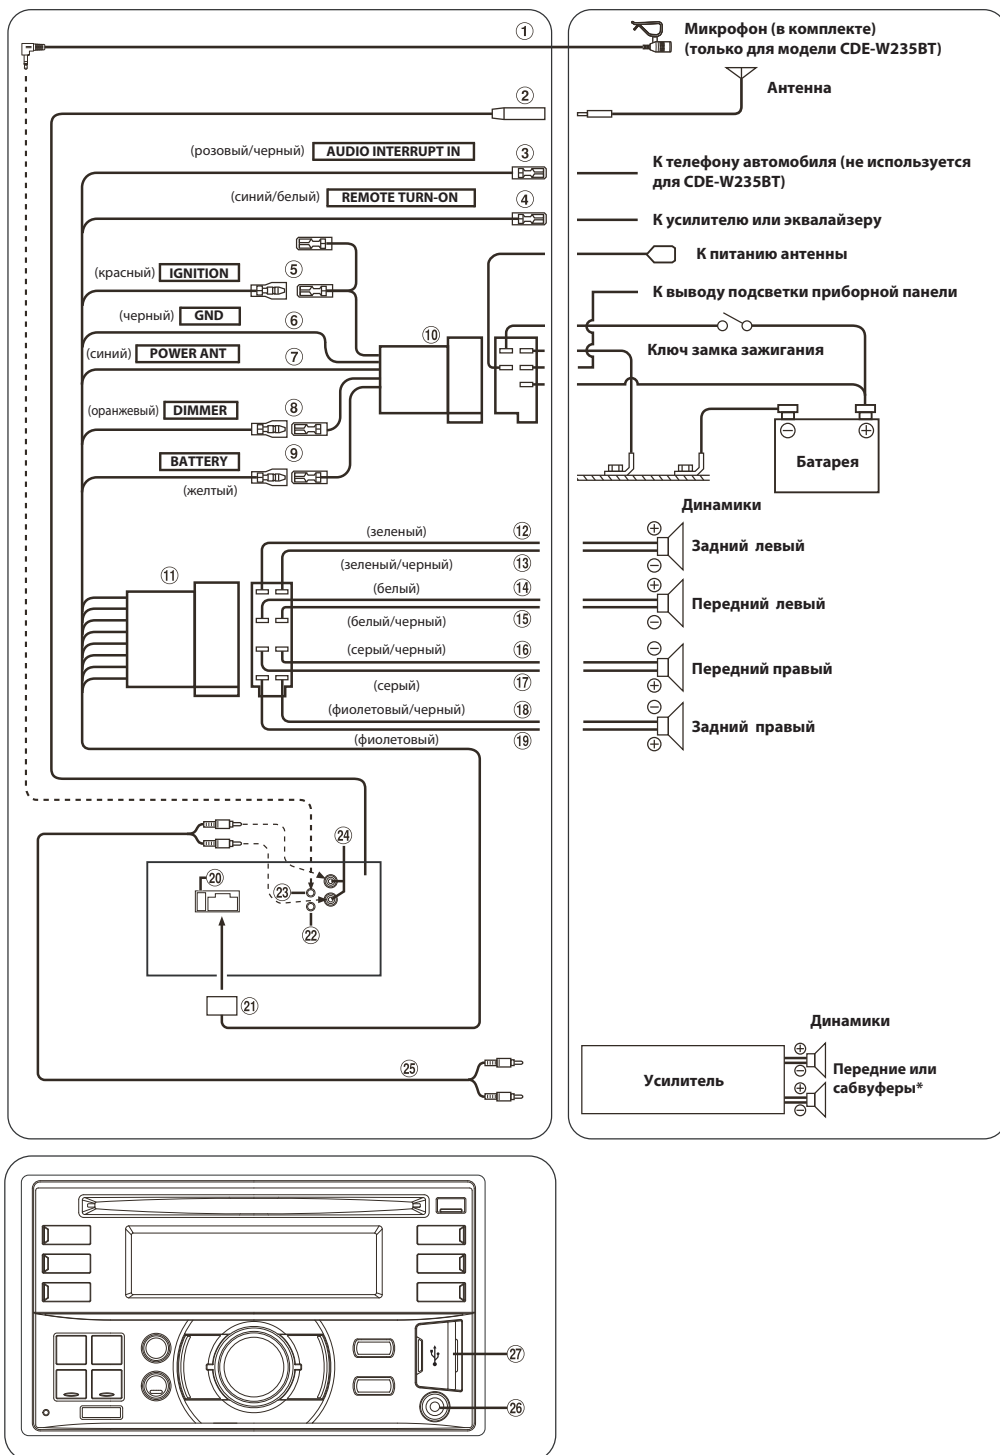 ①
Микрофон (в комплекте)
(только для модели CDE-W235BT)
②
Антенна
(розовый/черный) AUDIO INTERRUPT IN ③
К телефону автомобиля (не используется
для CDE-W235BT)
(синий/белый) REMOTE TURN-ON ④
К усилителю или эквалайзеру
К питанию антенны
(красный) IGNITION ⑤
К выводу подсветки приборной панели
(черный) GND ⑥
⑩
Ключ замка зажигания
(синий) POWER ANT ⑦
(оранжевый) DIMMER ⑧
⊖ ⊕
Батарея
BATTERY ⑨
(желтый)
Динамики
(зеленый) ⑫
⊕
Задний левый
(зеленый/черный) ⑬
⊖
⑪
(белый) ⑭
⊕
Передний левый
(белый/черный) ⑮
⊖
(серый/черный) ⑯
⊖
Передний правый
(серый) ⑰
⊕
(фиолетовый/черный) ⑱
⊖
Задний правый
(фиолетовый) ⑲
⊕
㉔
⑳
㉓
㉒
㉑
Динамики
㉕
Усилитель
⊕
⊖
⊕
⊖
Передние или
сабвуферы*
㉗
㉖